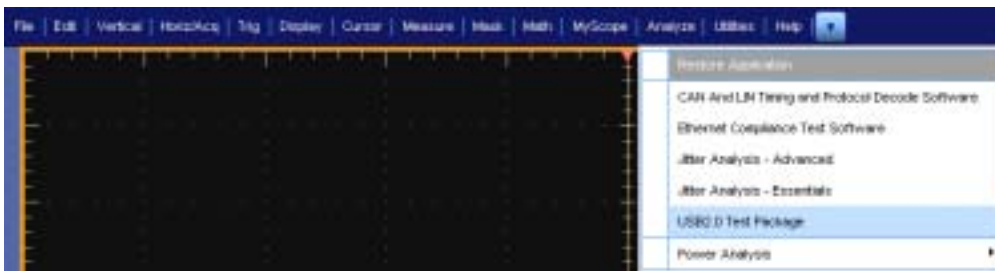 File | Edit | Vertical | Horiz/Acq | Trig | Display | Cursor | Measure | Mask | Math | MyScope | Analyze | Utilities | Help
Restore Application
CAN And LIN Timing and Protocol Decode Software
Ethernet Compliance Test Software
Jitter Analysis - Advanced
Jitter Analysis - Essentials
USB2.0 Test Package
Power Analysis